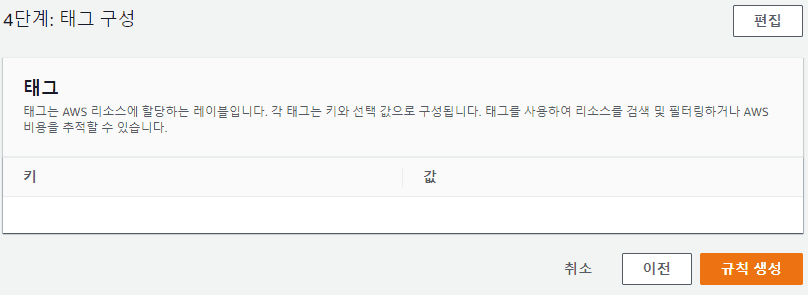 4단계: 태그 구성
편집
태그
태그는 AWS 리소스에 할당하는 레이블입니다. 각 태그는 키와 선택 값으로 구성됩니다. 태그를 사용하여 리소스를 검색 및 필터링하거나 AWS
비용을 추적할 수 있습니다.
키
값
취소
이전
규칙 생성